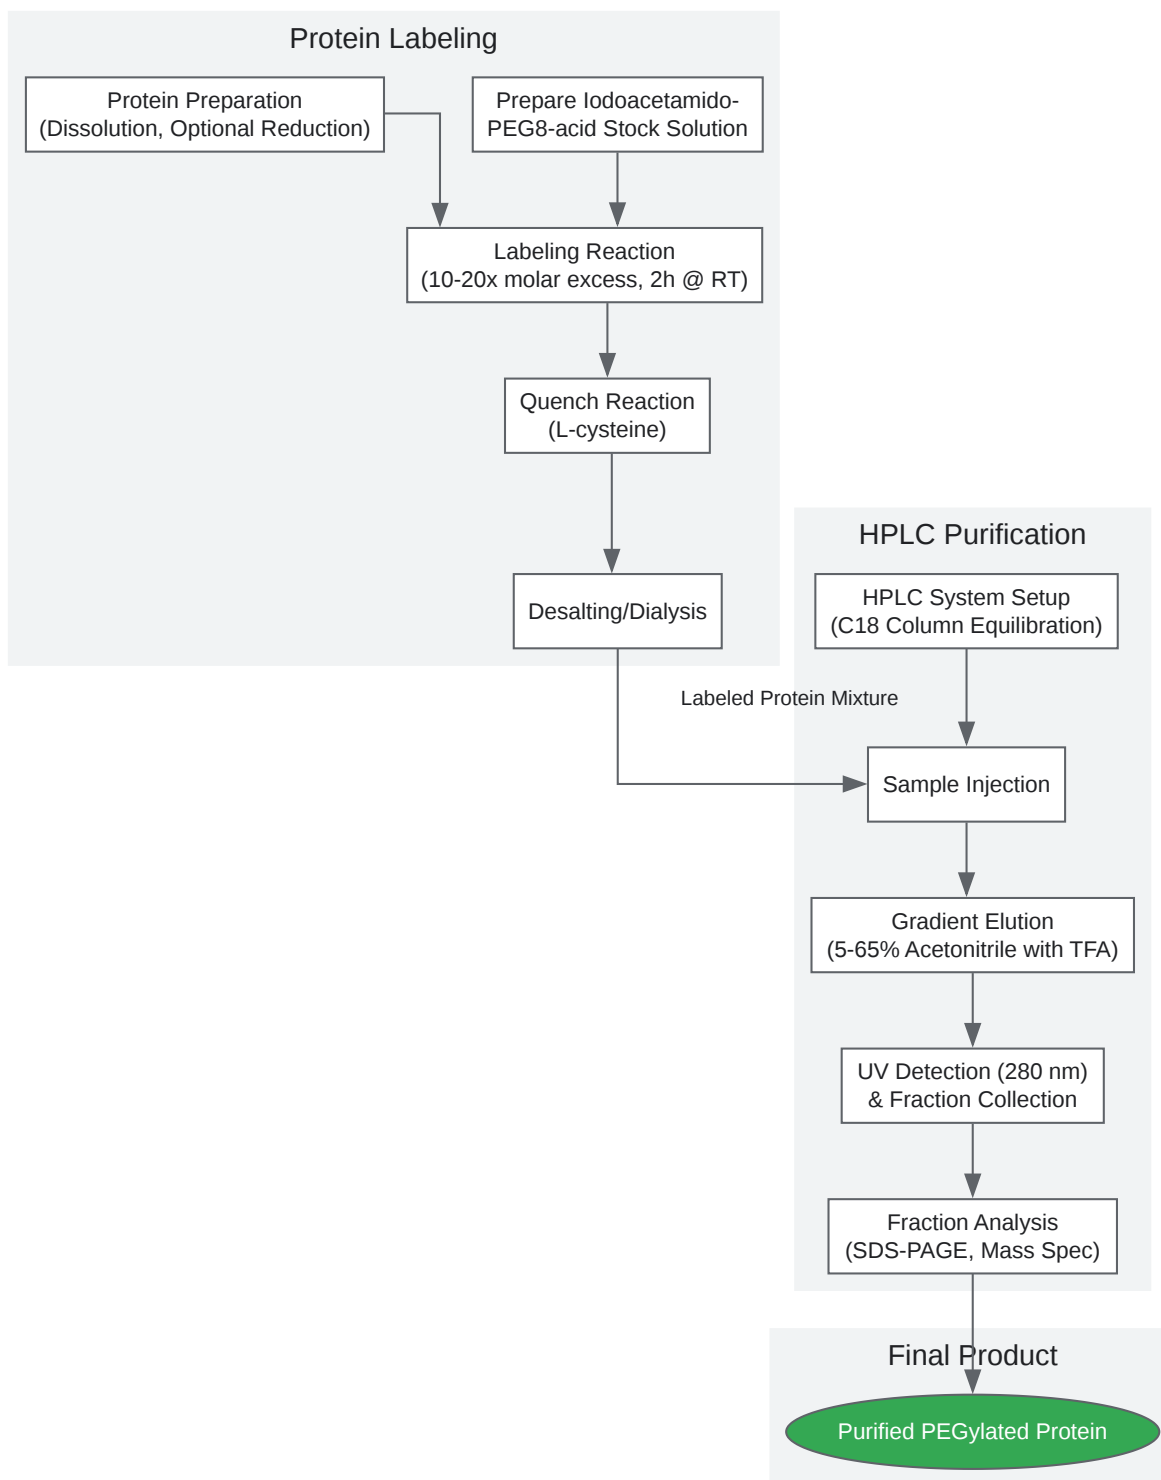 Protein Labeling
Protein Preparation
(Dissolution, Optional Reduction)
Prepare Iodoacetamido-
PEG8-acid Stock Solution
Labeling Reaction
(10-20x molar excess, 2h @ RT)
Quench Reaction
(L-cysteine)
Desalting/Dialysis
Labeled Protein Mixture
HPLC Purification
HPLC System Setup
(C18 Column Equilibration)
Sample Injection
Gradient Elution
(5-65% Acetonitrile with TFA)
UV Detection (280 nm)
& Fraction Collection
Fraction Analysis
(SDS-PAGE, Mass Spec)
Final Product
Purified PEGylated Protein